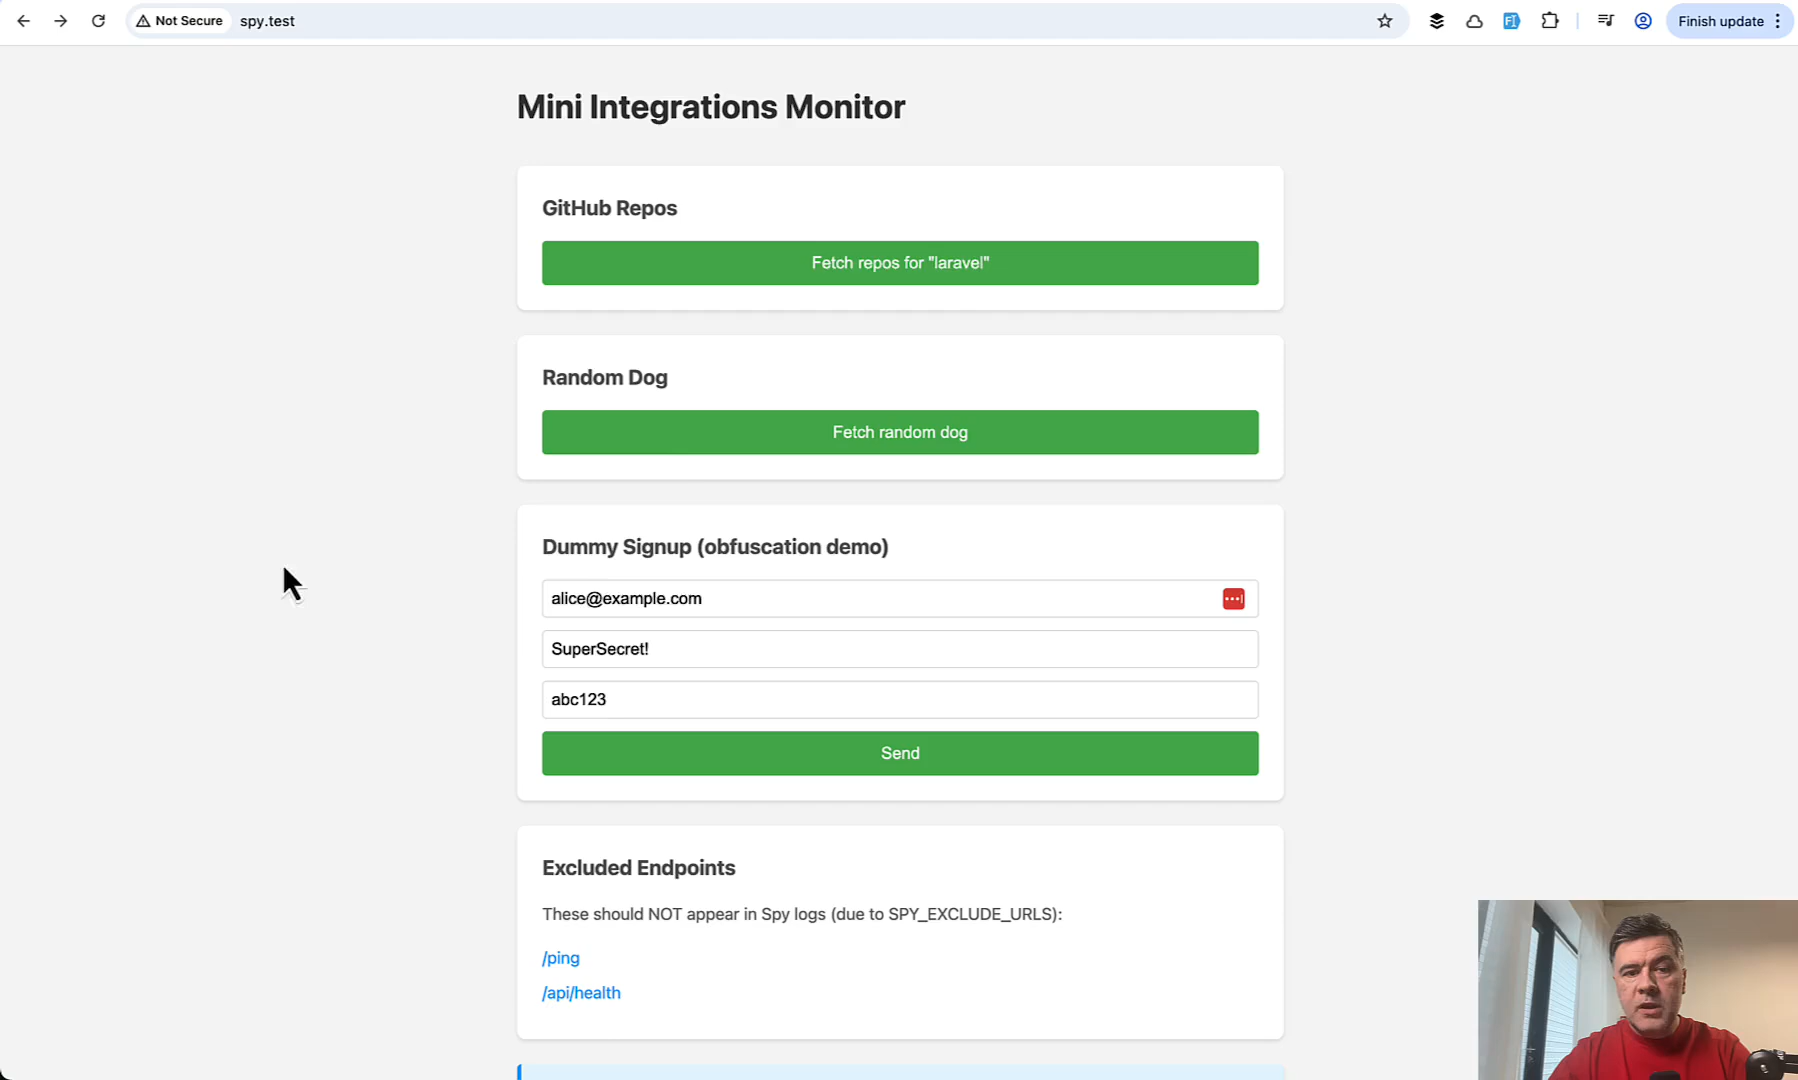 Not Secure spy.test Finish update
Mini Integrations Monitor
GitHub Repos
Fetch repos for "laravel"
Random Dog
Fetch random dog
Dummy Signup (obfuscation demo)
alice@example.com
SuperSecret!
abc123
Send
Excluded Endpoints
These should NOT appear in Spy logs (due to SPY_EXCLUDE_URLS):
/ping
/api/health